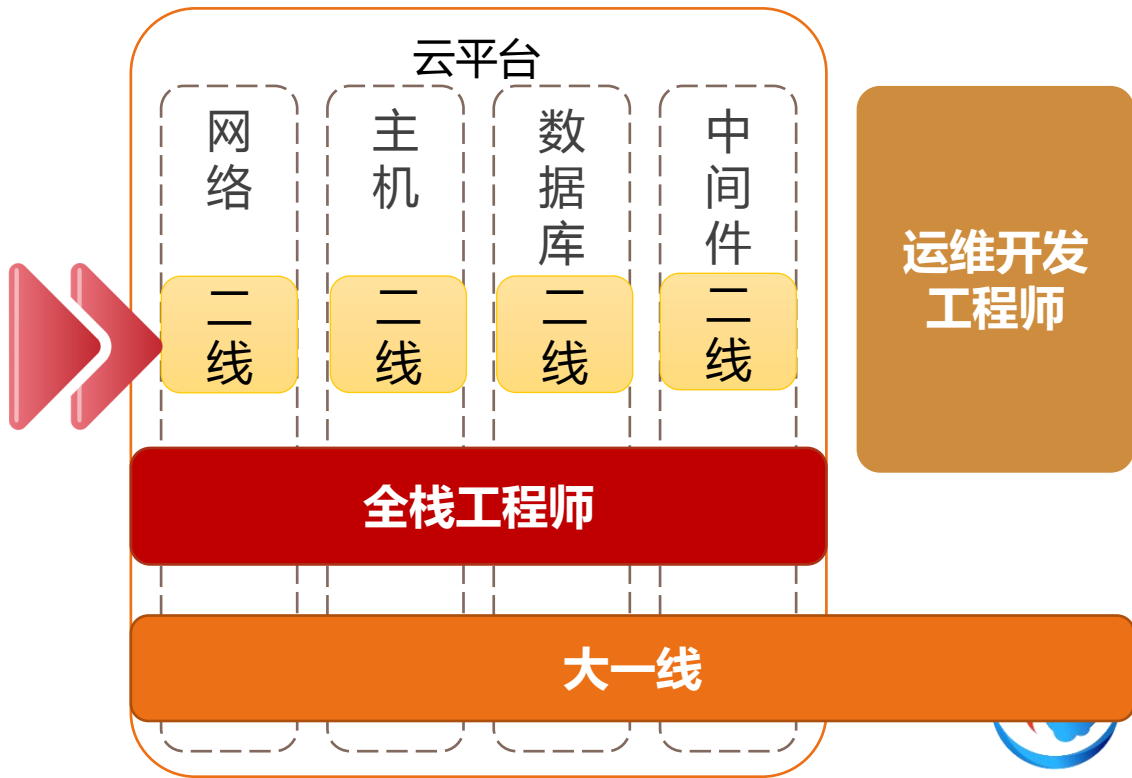 云平台
网络
主机
数据库
中间件
二线
二线
二线
二线
运维开发
工程师
全栈工程师
大一线